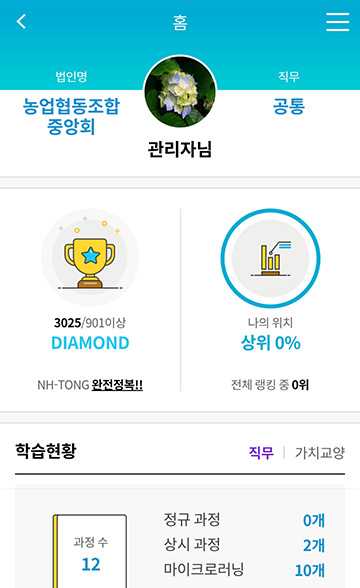 홈
법인명
직무
농업협동조합
중앙회
공통
관리자님
3025/901이상
DIAMOND
NH-TONG 완전정복!!
나의 위치
상위 0%
전체 랭킹 중 0위
학습현황
직무 | 가치교양
과정 수
12
정규 과정 0개
상시 과정 2개
마이크로러닝 10개